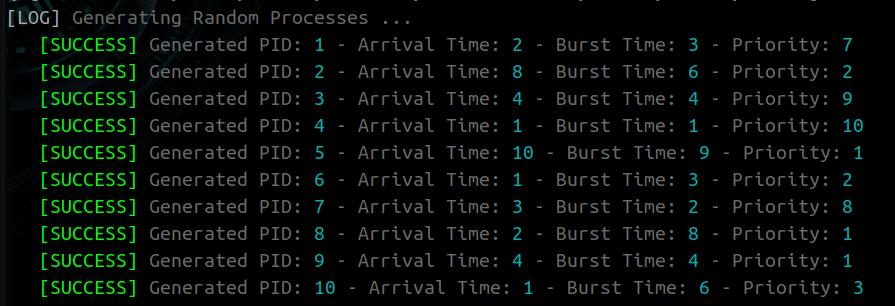 [LOG] Generating Random Processes ...
[SUCCESS] Generated PID: 1 - Arrival Time: 2 - Burst Time: 3 - Priority: 7
[SUCCESS] Generated PID: 2 - Arrival Time: 8 - Burst Time: 6 - Priority: 2
[SUCCESS] Generated PID: 3 - Arrival Time: 4 - Burst Time: 4 - Priority: 9
[SUCCESS] Generated PID: 4 - Arrival Time: 1 - Burst Time: 1 - Priority: 10
[SUCCESS] Generated PID: 5 - Arrival Time: 10 - Burst Time: 9 - Priority: 1
[SUCCESS] Generated PID: 6 - Arrival Time: 1 - Burst Time: 3 - Priority: 2
[SUCCESS] Generated PID: 7 - Arrival Time: 3 - Burst Time: 2 - Priority: 8
[SUCCESS] Generated PID: 8 - Arrival Time: 2 - Burst Time: 8 - Priority: 1
[SUCCESS] Generated PID: 9 - Arrival Time: 4 - Burst Time: 4 - Priority: 1
[SUCCESS] Generated PID: 10 - Arrival Time: 1 - Burst Time: 6 - Priority: 3